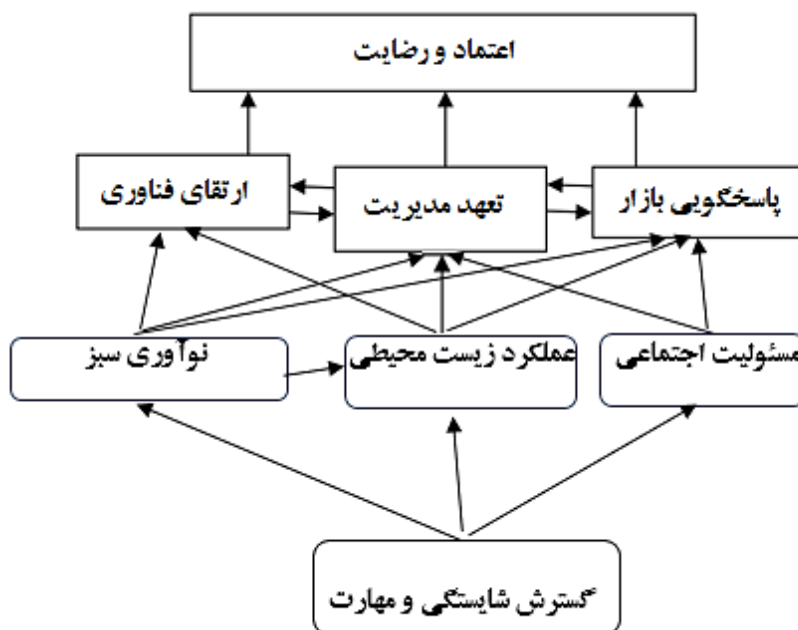 اعتماد و رضایت
پاسخگویی بازار
تعهد مدیریت
ارتقای فناوری
مسئولیت اجتماعی
عملکرد زیست محیطی
نوآوری سبز
گسترش شایستگی و مهارت